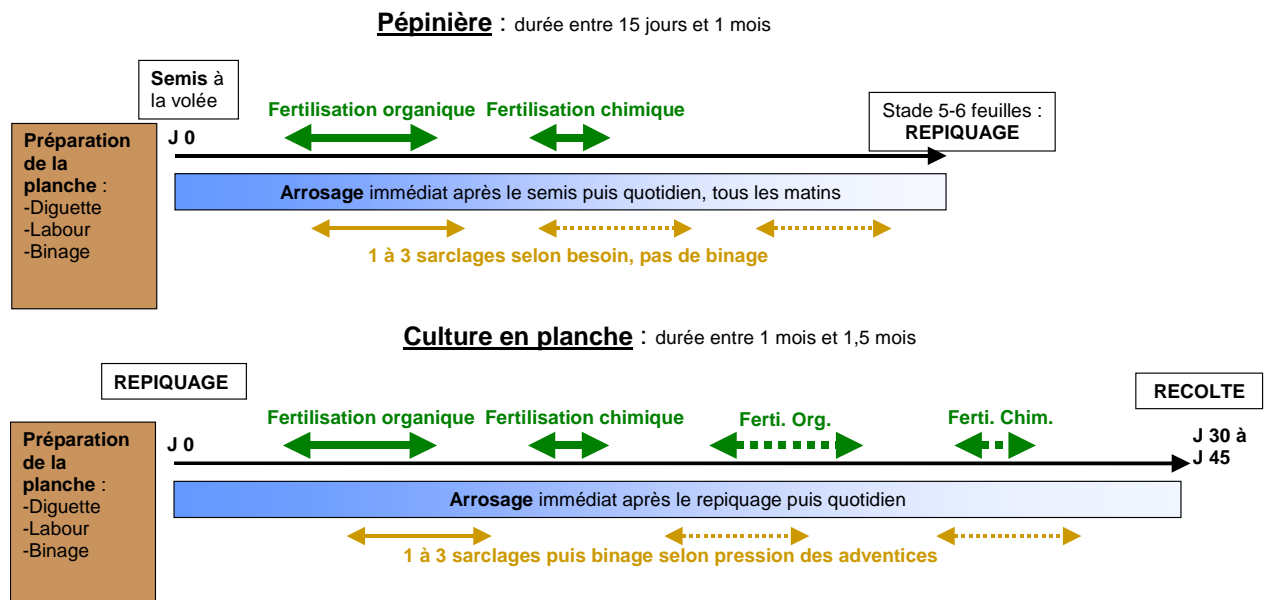 Pépinière : durée entre 15 jours et 1 mois
Semis à
la volée
Fertilisation organique
Fertilisation chimique
Stade 5-6 feuilles :
REPIQUAGE
J 0
Préparation
de la
planche :
-Diguette
-Labour
-Binage
Arrosage immédiat après le semis puis quotidien, tous les matins
1 à 3 sarclages selon besoin, pas de binage
Culture en planche : durée entre 1 mois et 1,5 mois
REPIQUAGE
RECOLTE
Fertilisation organique
Fertilisation chimique
Ferti. Org.
Ferti. Chim.
J 0
J 30 à
J 45
Préparation
de la
planche :
-Diguette
-Labour
-Binage
Arrosage immédiat après le repiquage puis quotidien
1 à 3 sarclages puis binage selon pression des adventices